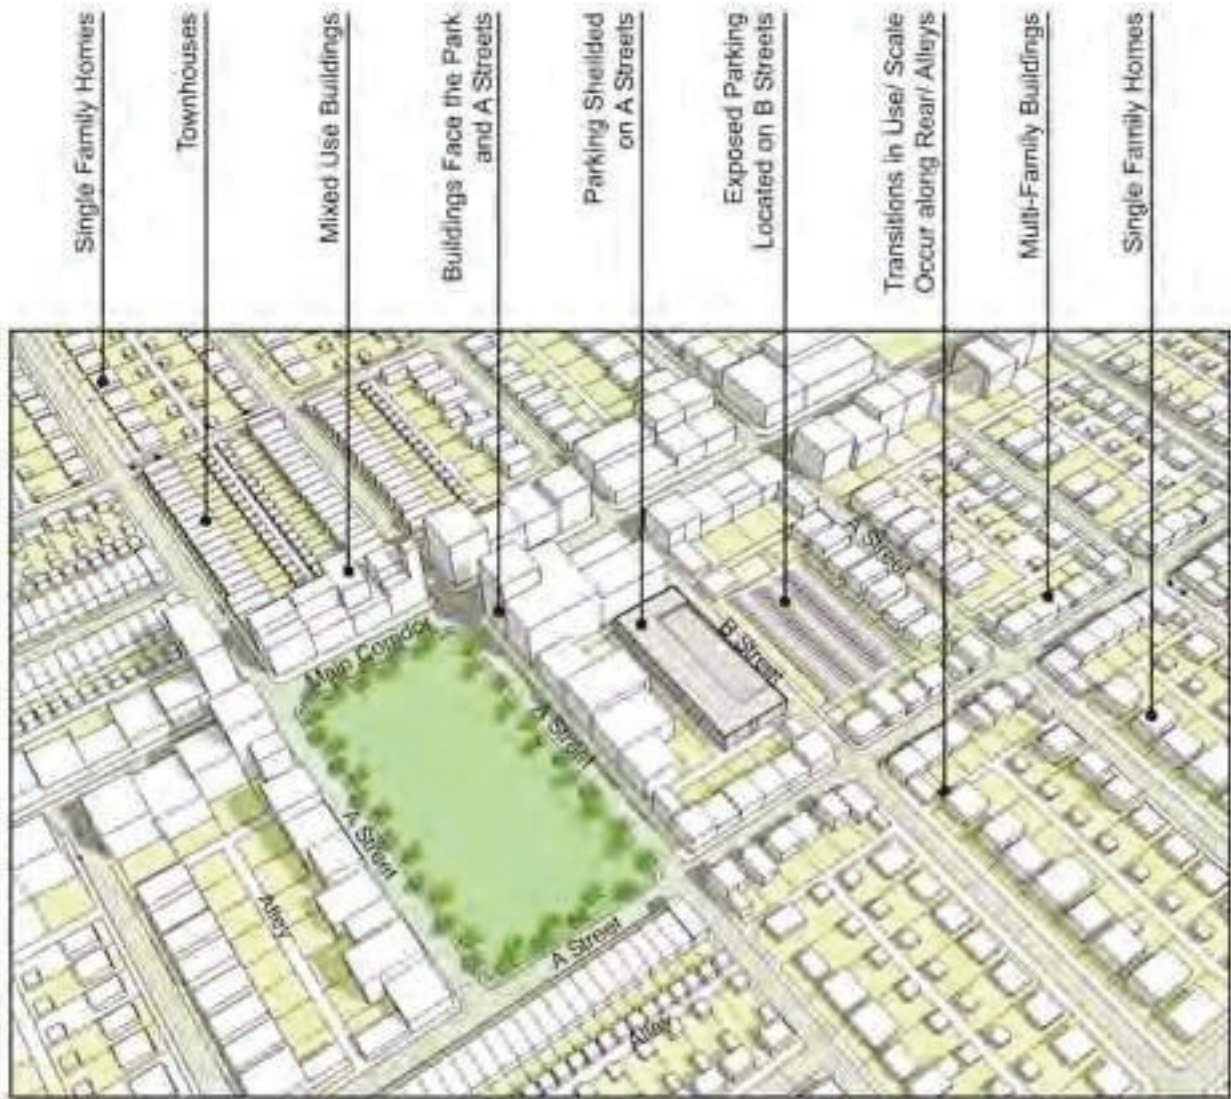 Single Family Homes
Townhouses
Mixed Use Buildings
Buildings Face the Park
and A Streets
Parking Sheilded
on A Streets
Exposed Parking
Located on B Streets
Transitions in Use/ Scale
Occur along Rear/ Alleys
Multi-Family Buildings
Single Family Homes
Main Corridor
A Street
A Street
A Street
B Street
A Street
Alley
Alley